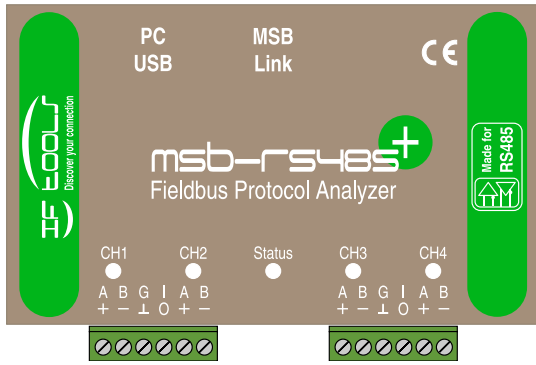 PC USB
MSB Link
CE
IF TOOLS
Discover your connection
msb-rs485+
Fieldbus Protocol Analyzer
Made for
RS485
CH1 CH2 Status CH3 CH4
A B G I A B A B G I A B
+ − ⊥ O + − + − ⊥ O + −